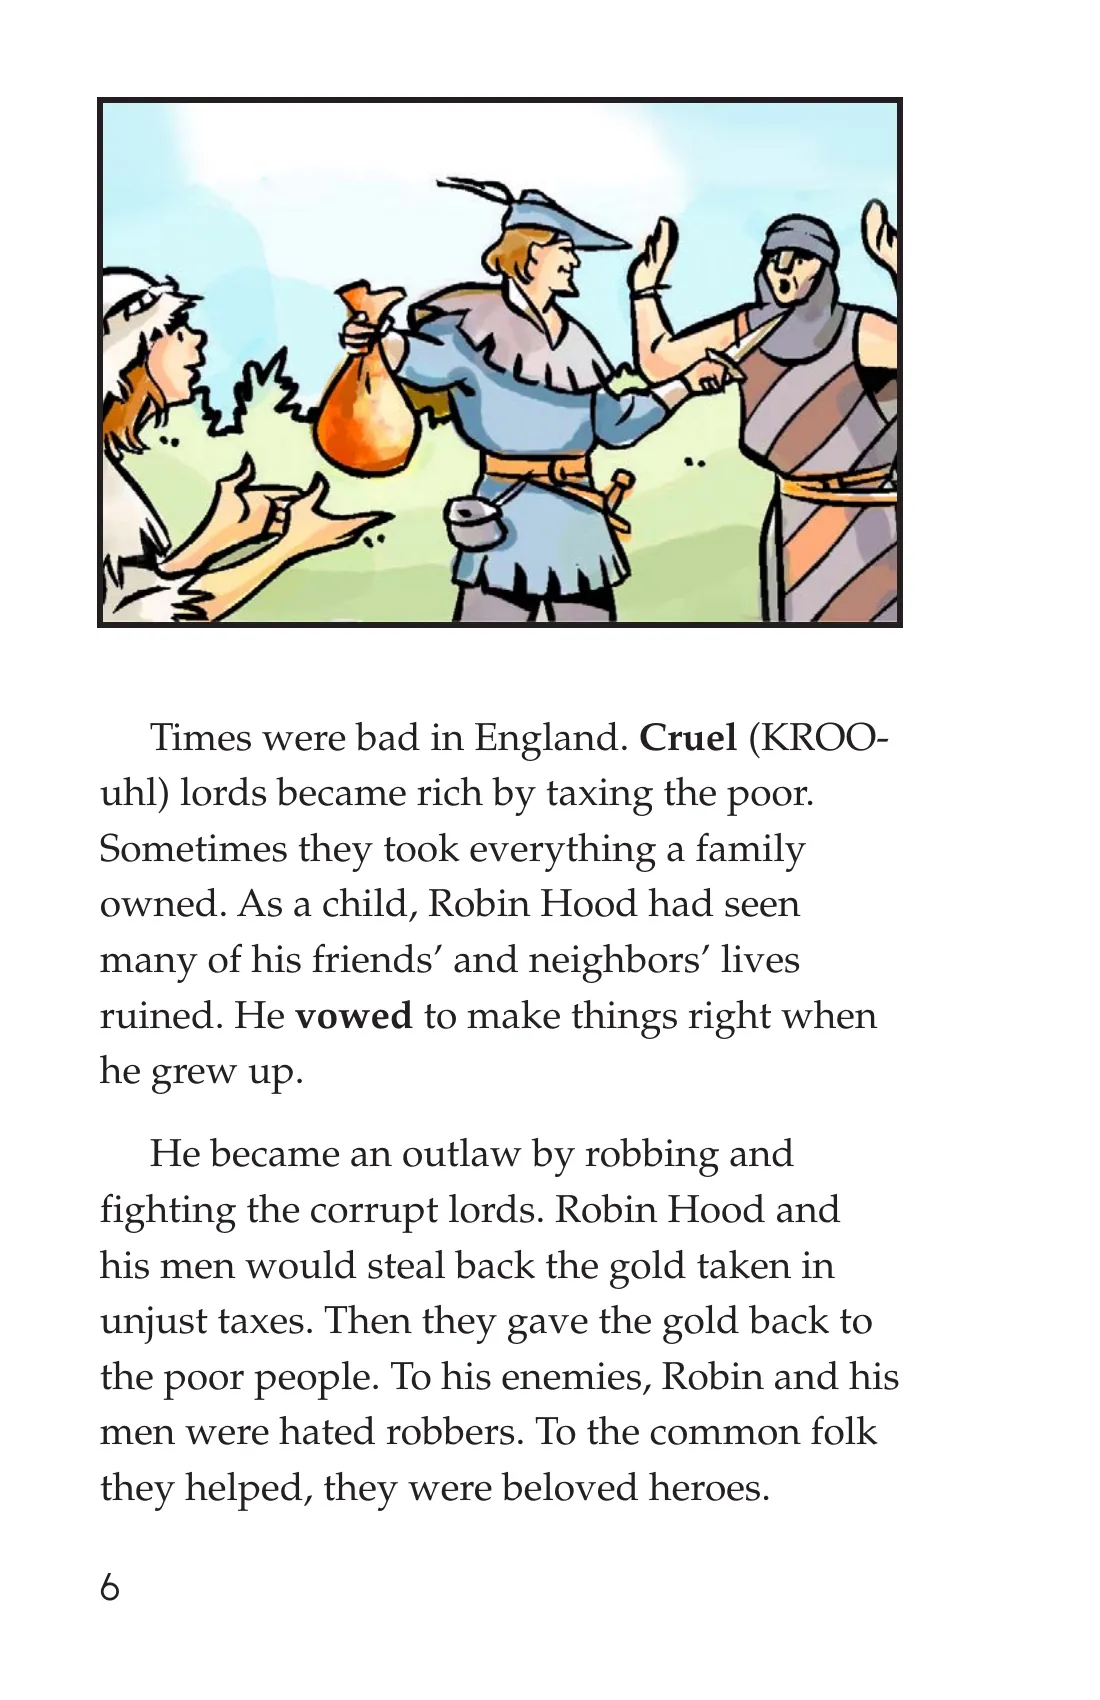 Times were bad in England. Cruel (KROO-
uhl) lords became rich by taxing the poor.
Sometimes they took everything a family
owned. As a child, Robin Hood had seen
many of his friends’ and neighbors’ lives
ruined. He vowed to make things right when
he grew up.
He became an outlaw by robbing and
fighting the corrupt lords. Robin Hood and
his men would steal back the gold taken in
unjust taxes. Then they gave the gold back to
the poor people. To his enemies, Robin and his
men were hated robbers. To the common folk
they helped, they were beloved heroes.
6